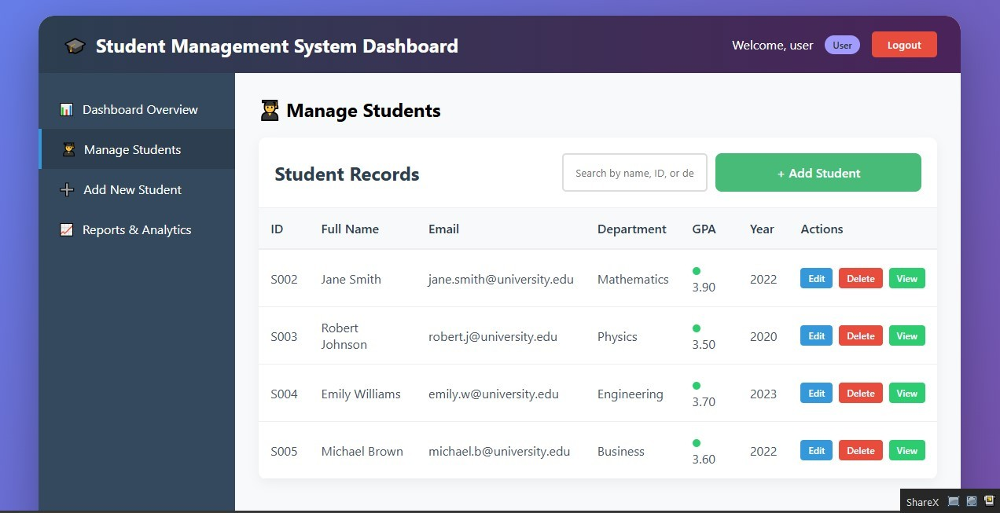 Student Management System Dashboard
Welcome, user
User
Logout
Dashboard Overview
Manage Students
Add New Student
Reports & Analytics
Manage Students
Student Records
Search by name, ID, or de
+ Add Student
ID Full Name Email Department GPA Year Actions
S002 Jane Smith jane.smith@university.edu Mathematics 3.90 2022 Edit Delete View
S003 Robert
Johnson robert.j@university.edu Physics 3.50 2020 Edit Delete View
S004 Emily Williams emily.w@university.edu Engineering 3.70 2023 Edit Delete View
S005 Michael Brown michael.b@university.edu Business 3.60 2022 Edit Delete View
ShareX